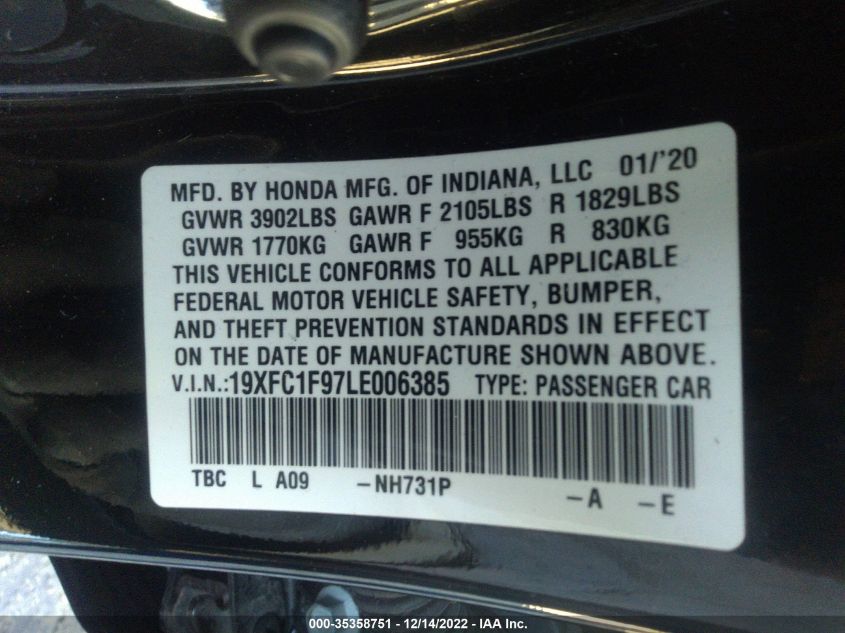 MFD. BY HONDA MFG. OF INDIANA, LLC 01/'20
GVWR 3902LBS GAWR F 2105LBS R 1829LBS
GVWR 1770KG GAWR F 955KG R 830KG
THIS VEHICLE CONFORMS TO ALL APPLICABLE
FEDERAL MOTOR VEHICLE SAFETY, BUMPER,
AND THEFT PREVENTION STANDARDS IN EFFECT
ON THE DATE OF MANUFACTURE SHOWN ABOVE.
V.I.N.:19XFC1F97LE006385 TYPE: PASSENGER CAR
TBC L A09 -NH731P -A -E
000-35358751 - 12/14/2022 - IAA Inc.